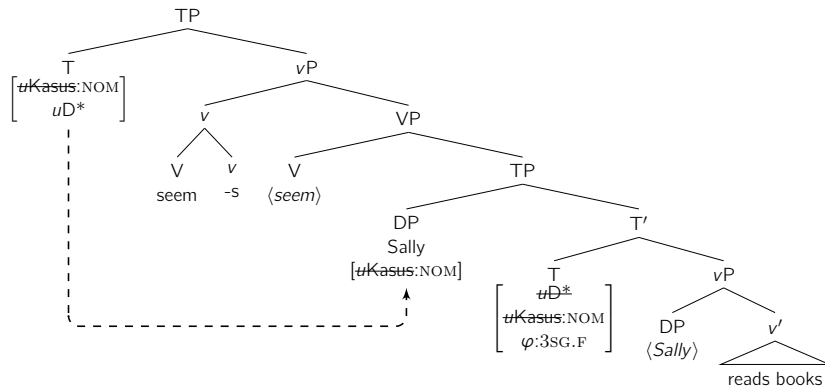 TP
T
[uKasus:NOM
uD*]
vP
v
VP
V
seem
v
-s
V
⟨seem⟩
TP
DP
Sally
[uKasus:NOM]
T′
T
[uD*
uKasus:NOM
φ:3SG.F]
vP
DP
⟨Sally⟩
v′
reads books